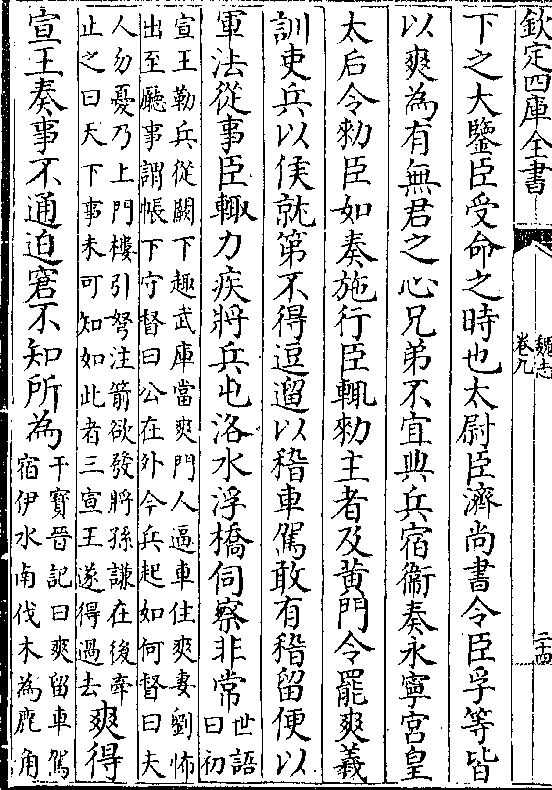 欽定四庫全書
魏志
卷九
二十四
下之大鑒臣受命之時也太尉臣濟尚書令臣孚等皆
以爽為有無君之心兄弟不宜典兵宿衞奏永寧宮皇
太后令勑臣如奏施行臣輒勑主者及黃門令罷爽羲
訓吏兵以侯就第不得逗遛以稽車駕敢有稽留便以
軍法從事臣輒力疾將兵屯洛水浮橋伺察非常
世語
曰初
宣王勒兵從闕下趣武庫當爽門人逼車住爽妻劉怖
出至廳事謂帳下守督曰公在外今兵起如何督曰夫
人勿憂乃上門樓引弩注箭欲發將孫謙在後牽
止之曰天下事未可知如此者三宣王遂得過去
爽得
宣王奏事不通迫窘不知所為
干寶晉記曰爽留車駕
宿伊水南伐木為鹿角